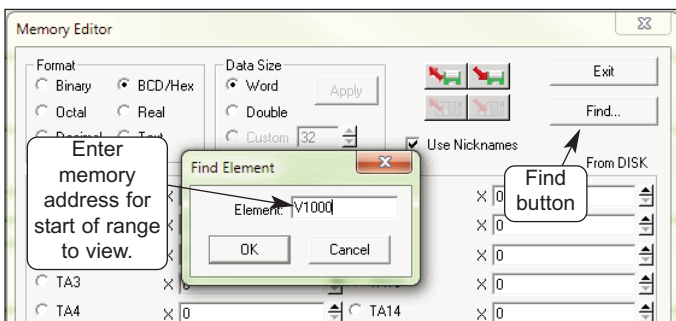 Memory Editor
Format
Binary
BCD/Hex
Octal
Real
Data Size
Word
Apply
Double
Custom 32
Exit
Find...
Use Nicknames
From DISK
Enter
memory
address for
start of range
to view.
Find Element
Element: V1000
OK
Cancel
Find
button
X 0
X 0
X 0
TA3 X 0
TA4 X 0
TA14 X 0